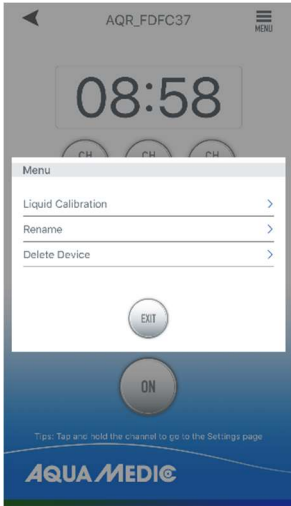 AQR_FDFC37
MENU
08:58
CH CH CH
Menu
Liquid Calibration
Rename
Delete Device
EXIT
ON
Tips: Tap and hold the channel to go to the Settings page
AQUA MEDIC